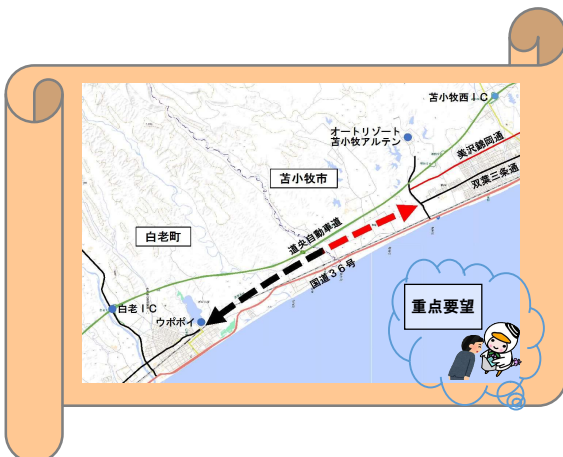 苫小牧西IC
オートリゾート
苫小牧アルテン
美沢錦岡通
双葉三条通
苫小牧市
白老町
道央自動車道
国道36号
白老IC
ウポポイ
重点要望